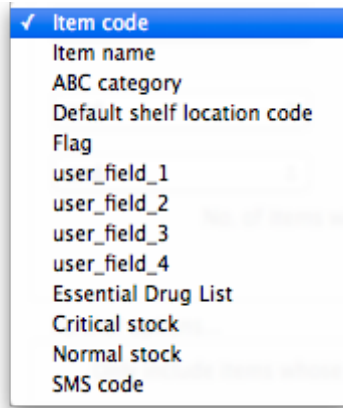 ✓ Item code
Item name
ABC category
Default shelf location code
Flag
user_field_1
user_field_2
user_field_3
user_field_4
Essential Drug List
Critical stock
Normal stock
SMS code